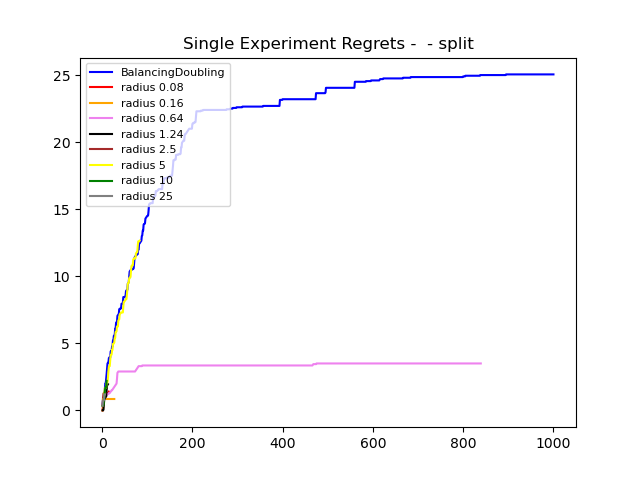 Single Experiment Regrets -  - split
BalancingDoubling
radius 0.08
radius 0.16
radius 0.64
radius 1.24
radius 2.5
radius 5
radius 10
radius 25
25
20
15
10
5
0
0 200 400 600 800 1000